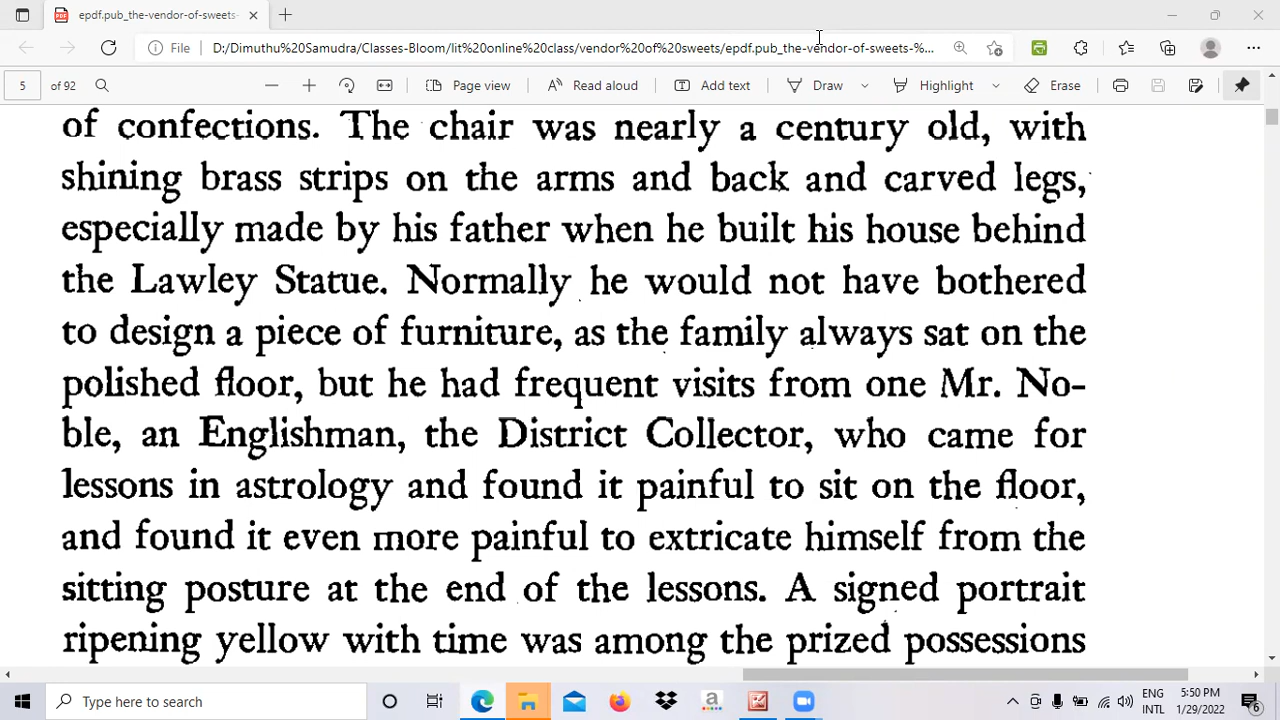 epdf.pub_the-vendor-of-sweets-
File
D:/Dimuthu%20Samudra/Classes-Bloom/lit%20online%20class/vendor%20of%20sweets/epdf.pub_the-vendor-of-sweets-%...
5 of 92
Page view
Read aloud
Add text
Draw
Highlight
Erase
of confections. The chair was nearly a century old, with
shining brass strips on the arms and back and carved legs,
especially made by his father when he built his house behind
the Lawley Statue. Normally he would not have bothered
to design a piece of furniture, as the family always sat on the
polished floor, but he had frequent visits from one Mr. No-
ble, an Englishman, the District Collector, who came for
lessons in astrology and found it painful to sit on the floor,
and found it even more painful to extricate himself from the
sitting posture at the end of the lessons. A signed portrait
ripening yellow with time was among the prized possessions
Type here to search
ENG
INTL
5:50 PM
1/29/2022
6